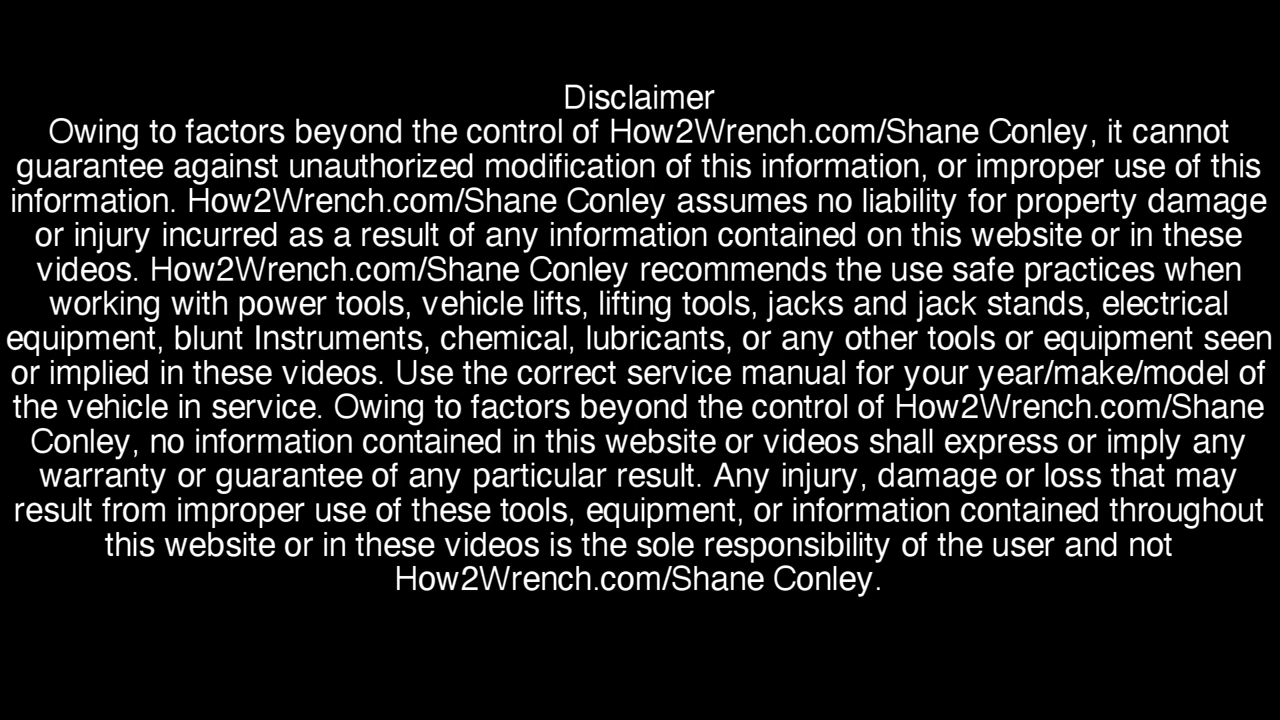 Disclaimer
Owing to factors beyond the control of How2Wrench.com/Shane Conley, it cannot
guarantee against unauthorized modification of this information, or improper use of this
information. How2Wrench.com/Shane Conley assumes no liability for property damage
or injury incurred as a result of any information contained on this website or in these
videos. How2Wrench.com/Shane Conley recommends the use safe practices when
working with power tools, vehicle lifts, lifting tools, jacks and jack stands, electrical
equipment, blunt Instruments, chemical, lubricants, or any other tools or equipment seen
or implied in these videos. Use the correct service manual for your year/make/model of
the vehicle in service. Owing to factors beyond the control of How2Wrench.com/Shane
Conley, no information contained in this website or videos shall express or imply any
warranty or guarantee of any particular result. Any injury, damage or loss that may
result from improper use of these tools, equipment, or information contained throughout
this website or in these videos is the sole responsibility of the user and not
How2Wrench.com/Shane Conley.